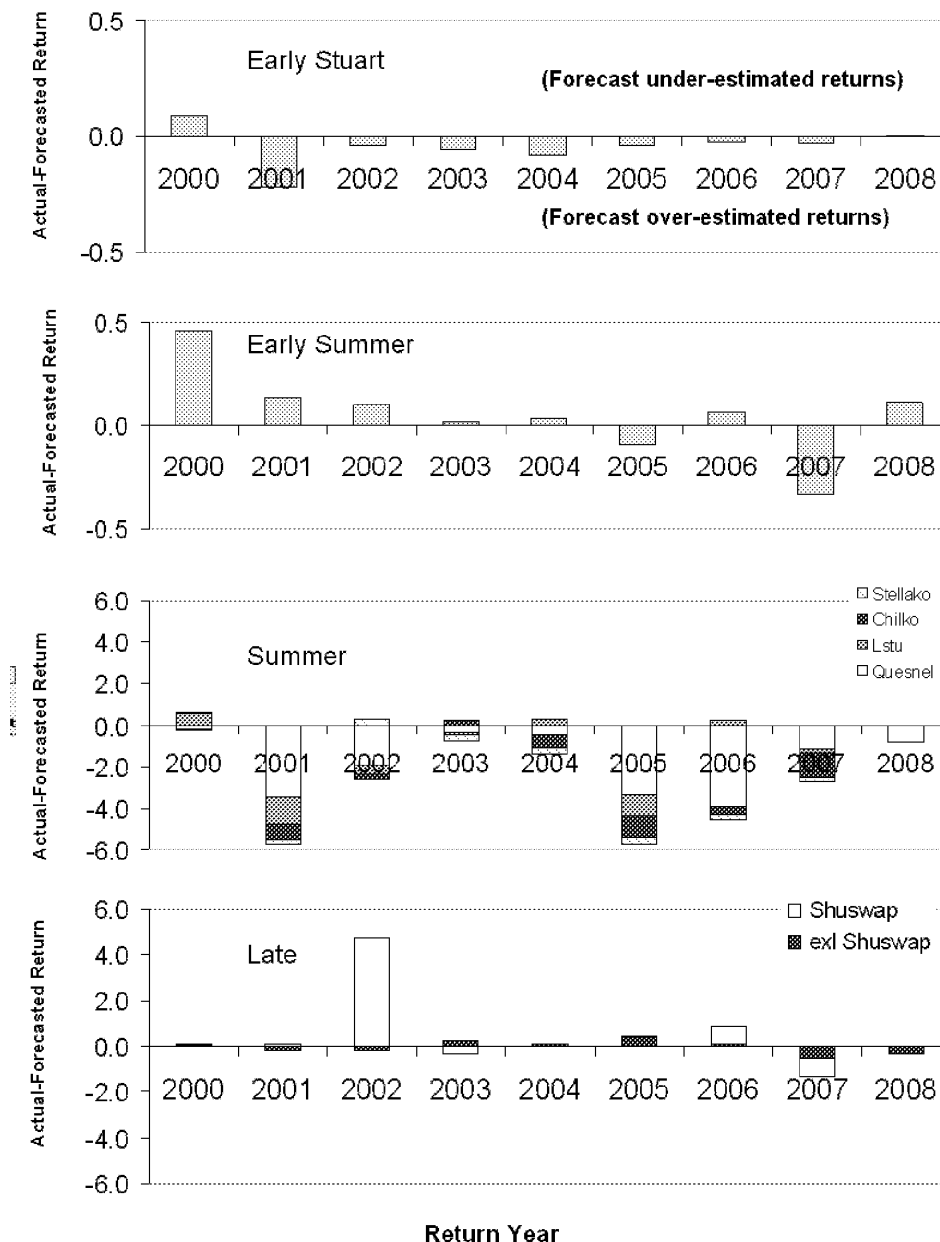 0.5
Early Stuart
(Forecast under-estimated returns)
0.0
2000 2001 2002 2003 2004 2005 2006 2007 2008
(Forecast over-estimated returns)
-0.5
Actual-Forecasted Return
0.5
Early Summer
0.0
2000 2001 2002 2003 2004 2005 2006 2007 2008
-0.5
Actual-Forecasted Return
Stellako
Chilko
Lstu
Quesnel
6.0
4.0
Summer
2.0
0.0
2000 2001 2002 2003 2004 2005 2006 2007 2008
-2.0
-4.0
-6.0
Actual-Forecasted Return
Shuswap
exl Shuswap
6.0
Late
4.0
2.0
0.0
2000 2001 2002 2003 2004 2005 2006 2007 2008
-2.0
-4.0
-6.0
Actual-Forecasted Return
Return Year